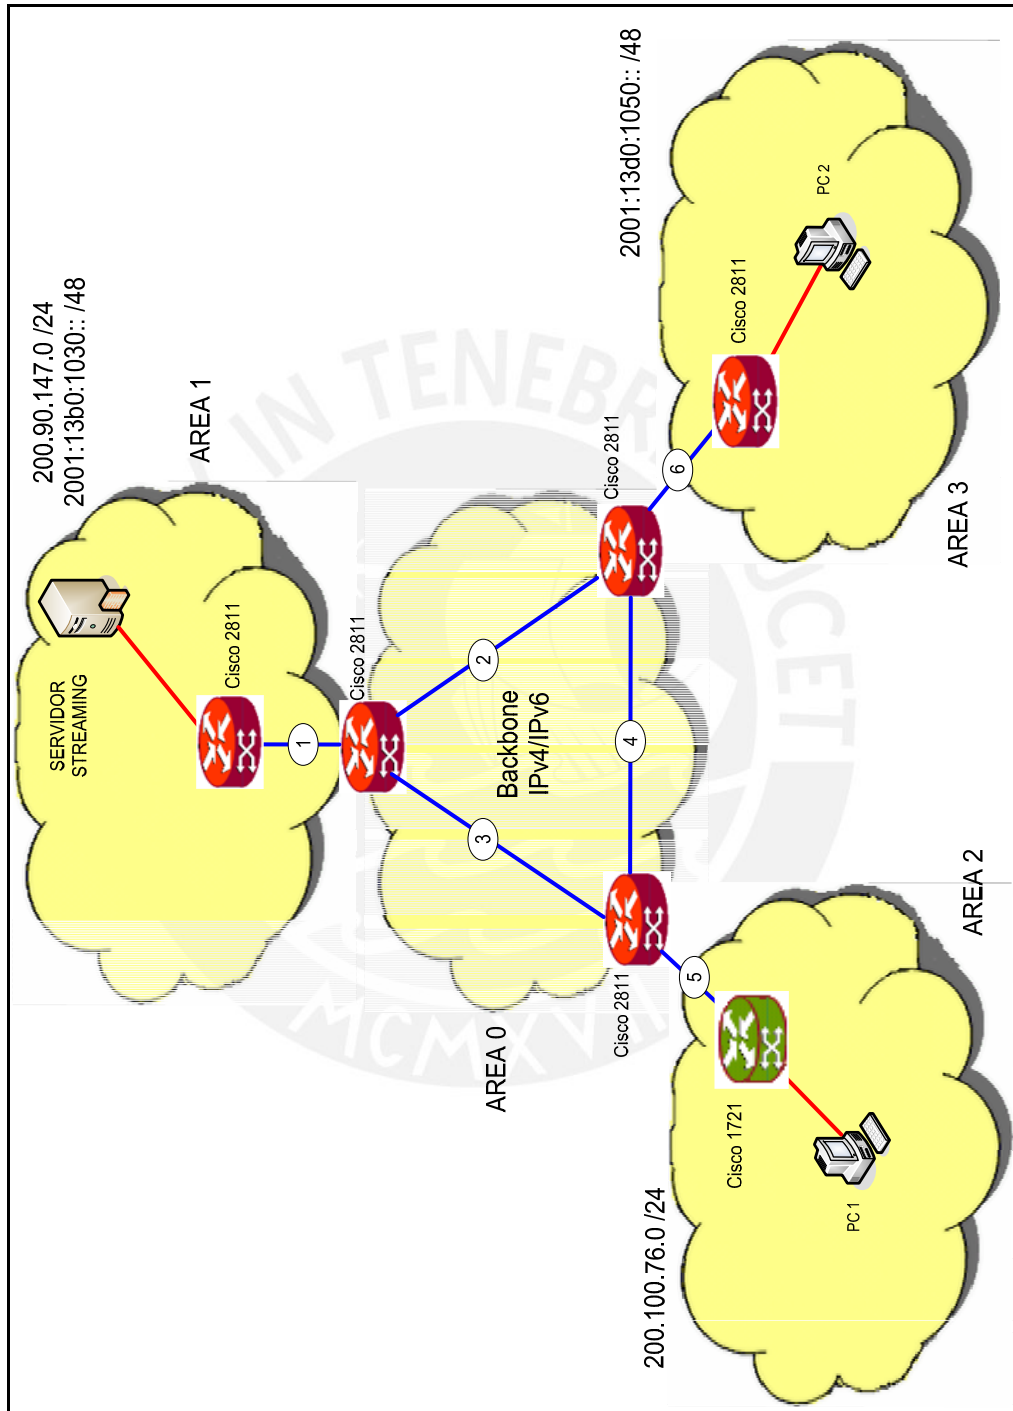 200.90.147.0 /24
2001:13b0:1030:: /48
AREA 1
SERVIDOR
STREAMING
Cisco 2811
1
Cisco 2811
2
3
Backbone
IPv4/IPv6
4
AREA 0
Cisco 2811
Cisco 2811
5
6
Cisco 1721
PC 1
200.100.76.0 /24
AREA 2
Cisco 2811
PC 2
2001:13d0:1050:: /48
AREA 3
IN TENEBR
UCET
MCMXVII